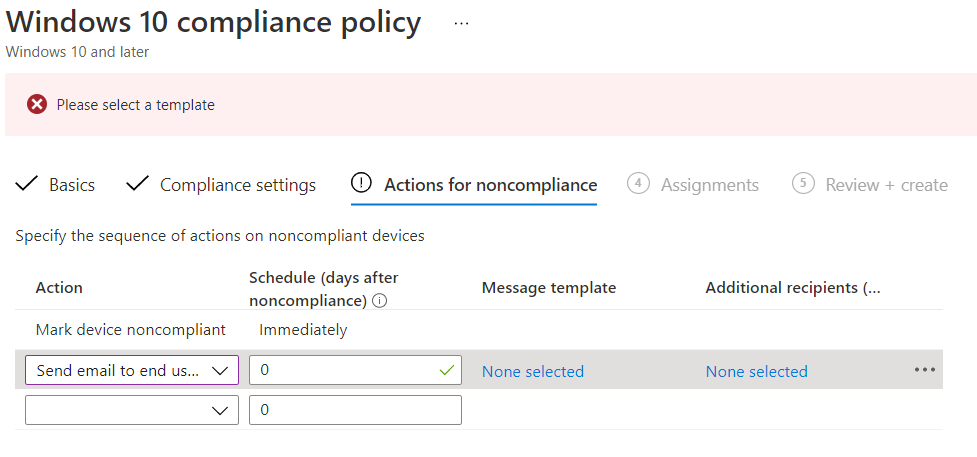 Windows 10 compliance policy ...
Windows 10 and later
Please select a template
Basics Compliance settings Actions for noncompliance 4 Assignments 5 Review + create
Specify the sequence of actions on noncompliant devices
Action Schedule (days after noncompliance) Message template Additional recipients (...
Mark device noncompliant Immediately
Send email to end us... 0 None selected None selected
0